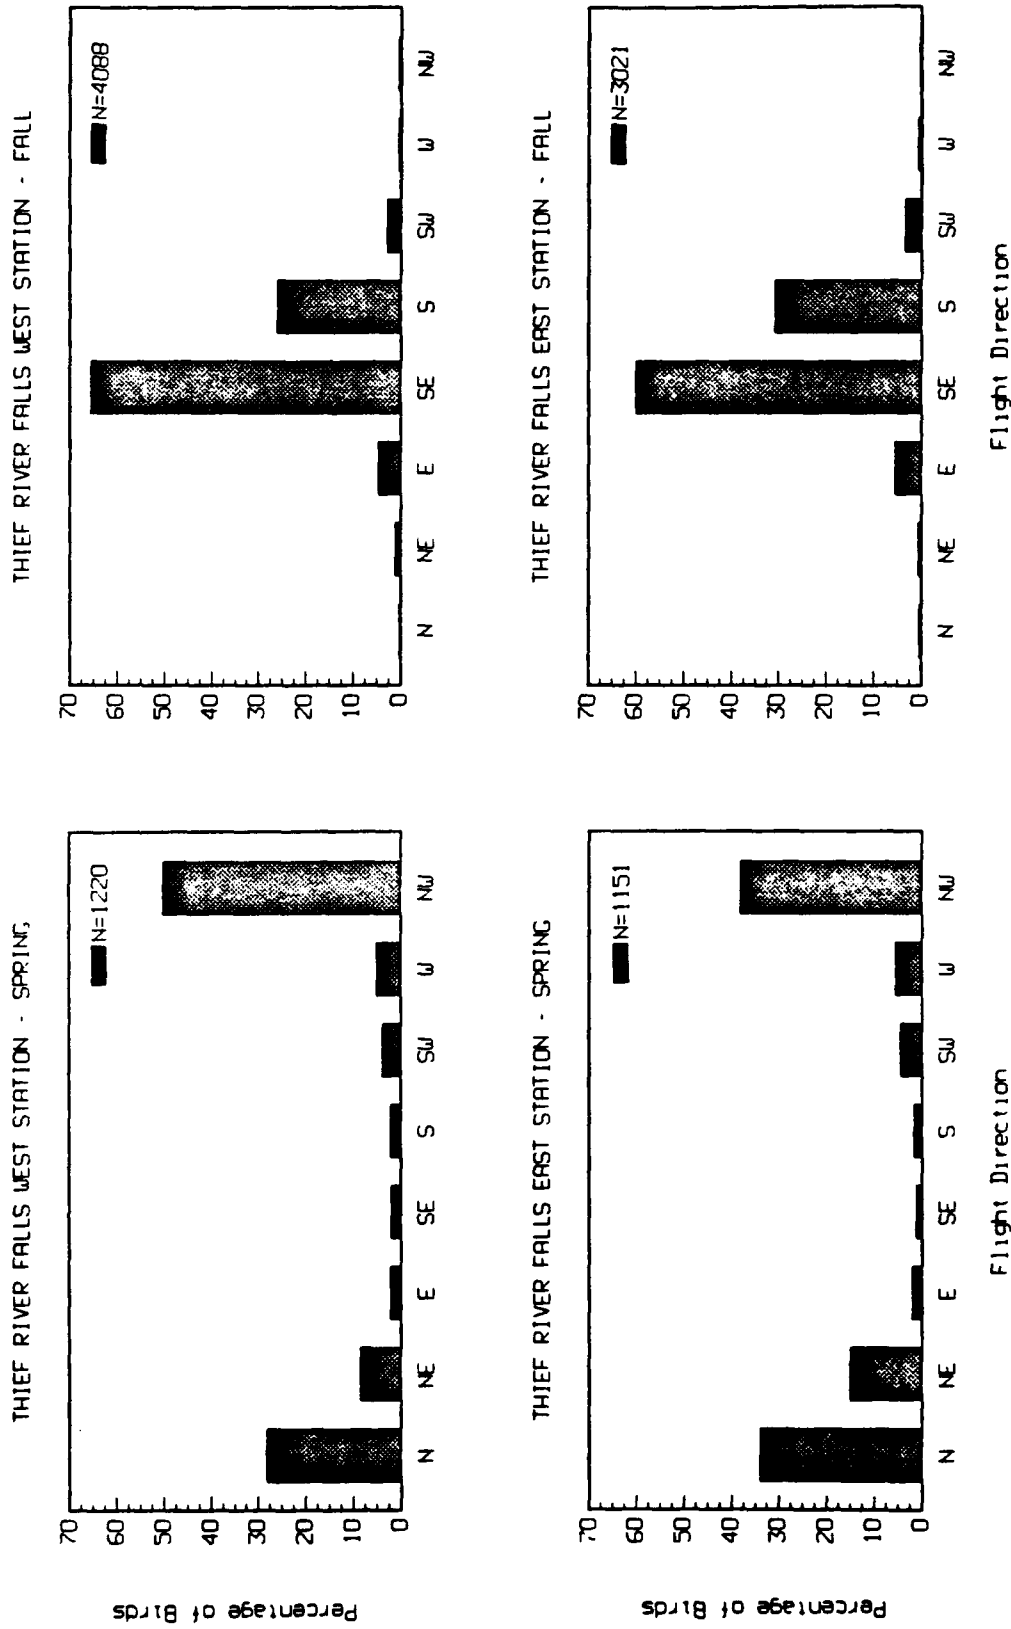 THIEF RIVER FALLS WEST STATION - SPRING
N=1220
Percentage of Birds
70
60
50
40
30
20
10
0
N NE E SE S SW W NW
THIEF RIVER FALLS WEST STATION - FALL
N=4088
70
60
50
40
30
20
10
0
N NE E SE S SW W NW
THIEF RIVER FALLS EAST STATION - SPRING
N=1151
Percentage of Birds
70
60
50
40
30
20
10
0
N NE E SE S SW W NW
Flight Direction
THIEF RIVER FALLS EAST STATION - FALL
N=3021
70
60
50
40
30
20
10
0
N NE E SE S SW W NW
Flight Direction